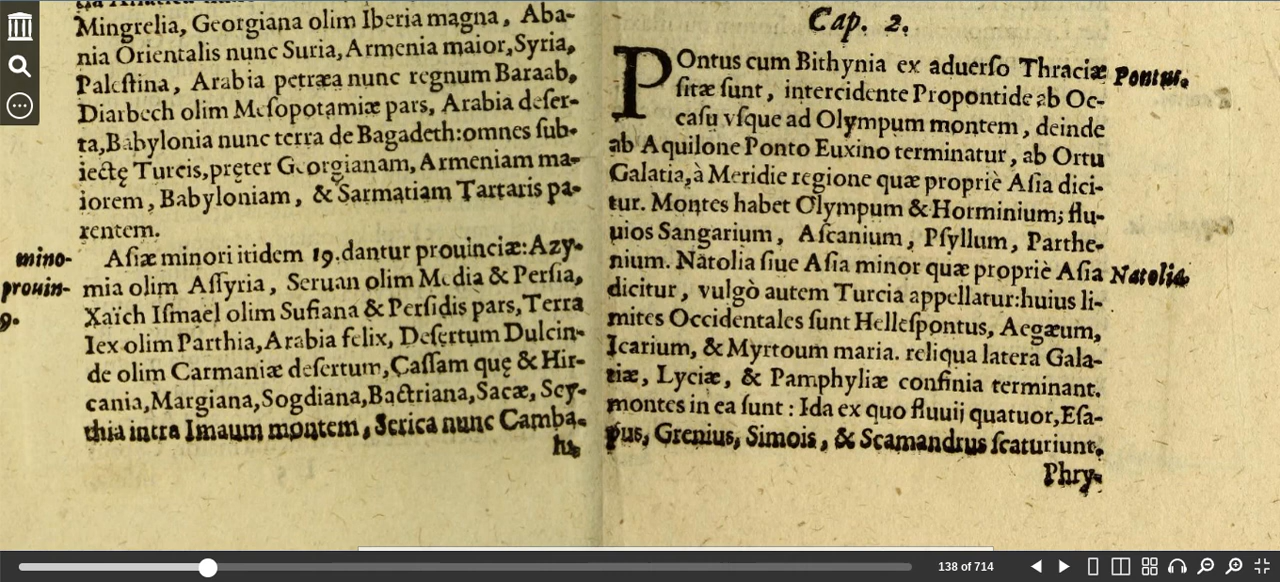 Mingrelia, Georgiana olim Iberia magna, Aba-
nia Orientalis nunc Suria, Armenia maior, Syria,
Palæstina, Arabia petræa nunc regnum Baraab,
Diarbech olim Mesopotamiæ pars, Arabia deser-
ta, Babylonia nunc terra de Bagadeth: omnes sub-
iectę Turcis, pręter Georgianam, Armeniam ma-
iorem, Babyloniam, & Sarmatiam Tartaris pa-
rentem.
mino-
prouin-
9.
Asiæ minori itidem 19. dantur prouinciæ: Azy-
mia olim Assyria, Seruan olim Media & Persia,
Xaïch Ismael olim Susiana & Persidis pars, Terra
Iex olim Parthia, Arabia felix, Desertum Dulcin-
de olim Carmaniæ desertum, Cassam quę & Hir-
cania, Margiana, Sogdiana, Bactriana, Sacæ, Scy-
thia intra Imaum montem, Serica nunc Camba-
Cap. 2.
POntus cum Bithynia ex aduerso Thraciæ
sitæ sunt, intercidente Propontide ab Oc-
casu vsque ad Olympum montem, deinde
ab Aquilone Ponto Euxino terminatur, ab Ortu
Galatia, à Meridie regione quæ propriè Asia dici-
tur. Montes habet Olympum & Horminium; flu-
uios Sangarium, Ascanium, Psyllum, Parthe-
nium. Natolia siue Asia minor quæ propriè Asia
dicitur, vulgò autem Turcia appellatur: huius li-
mites Occidentales sunt Hellespontus, Aegæum,
Icarium, & Myrtoum maria. reliqua latera Gala-
tiæ, Lyciæ, & Pamphyliæ confinia terminant.
montes in ea sunt: Ida ex quo fluuij quatuor, Esa-
pus, Grenius, Simois, & Scamandrus scaturiunt.
Phry-
Pontus.
Natolia.
138 of 714